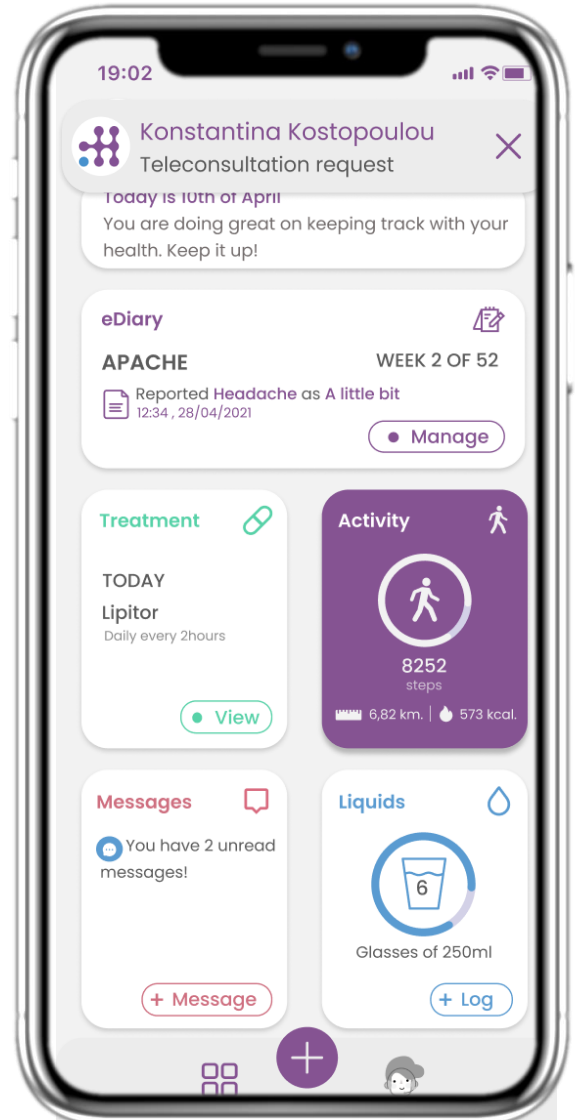 19:02
Konstantina Kostopoulou
Teleconsultation request
Today is 10th of April
You are doing great on keeping track with your
health. Keep it up!
eDiary
APACHE
WEEK 2 OF 52
Reported Headache as A little bit
12:34 , 28/04/2021
Manage
Treatment
TODAY
Lipitor
Daily every 2hours
View
Activity
8252
steps
6,82 km.
573 kcal.
Messages
You have 2 unread
messages!
+ Message
Liquids
6
Glasses of 250ml
+ Log